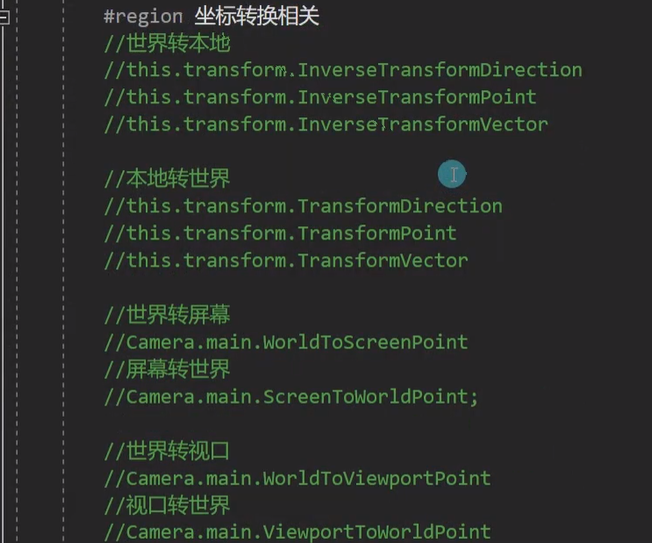 #region 坐标转换相关
//世界转本地
//this.transform.InverseTransformDirection
//this.transform.InverseTransformPoint
//this.transform.InverseTransformVector
//本地转世界
//this.transform.TransformDirection
//this.transform.TransformPoint
//this.transform.TransformVector
//世界转屏幕
//Camera.main.WorldToScreenPoint
//屏幕转世界
//Camera.main.ScreenToWorldPoint;
//世界转视口
//Camera.main.WorldToViewportPoint
//视口转世界
//Camera.main.ViewportToWorldPoint